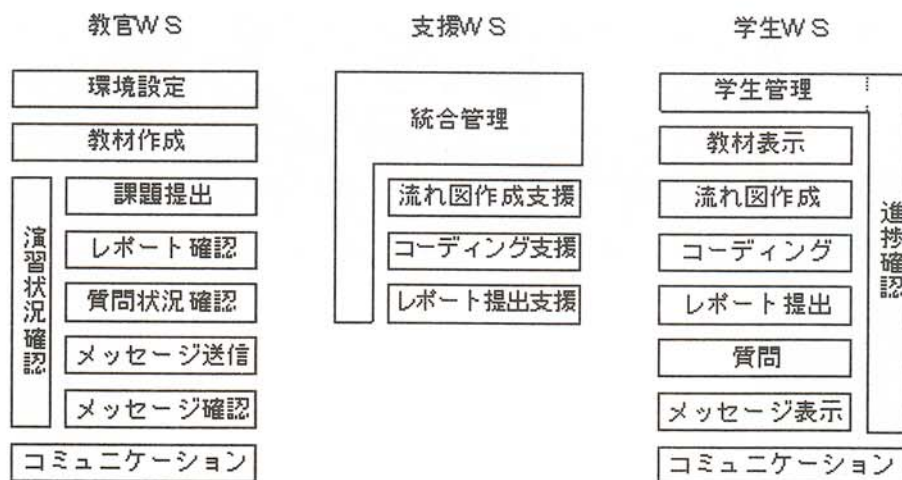 教官WS
環境設定
教材作成
演習状況確認
課題提出
レポート確認
質問状況確認
メッセージ送信
メッセージ確認
コミュニケーション
支援WS
統合管理
流れ図作成支援
コーディング支援
レポート提出支援
学生WS
学生管理
教材表示
流れ図作成
コーディング
レポート提出
質問
メッセージ表示
進捗確認
コミュニケーション